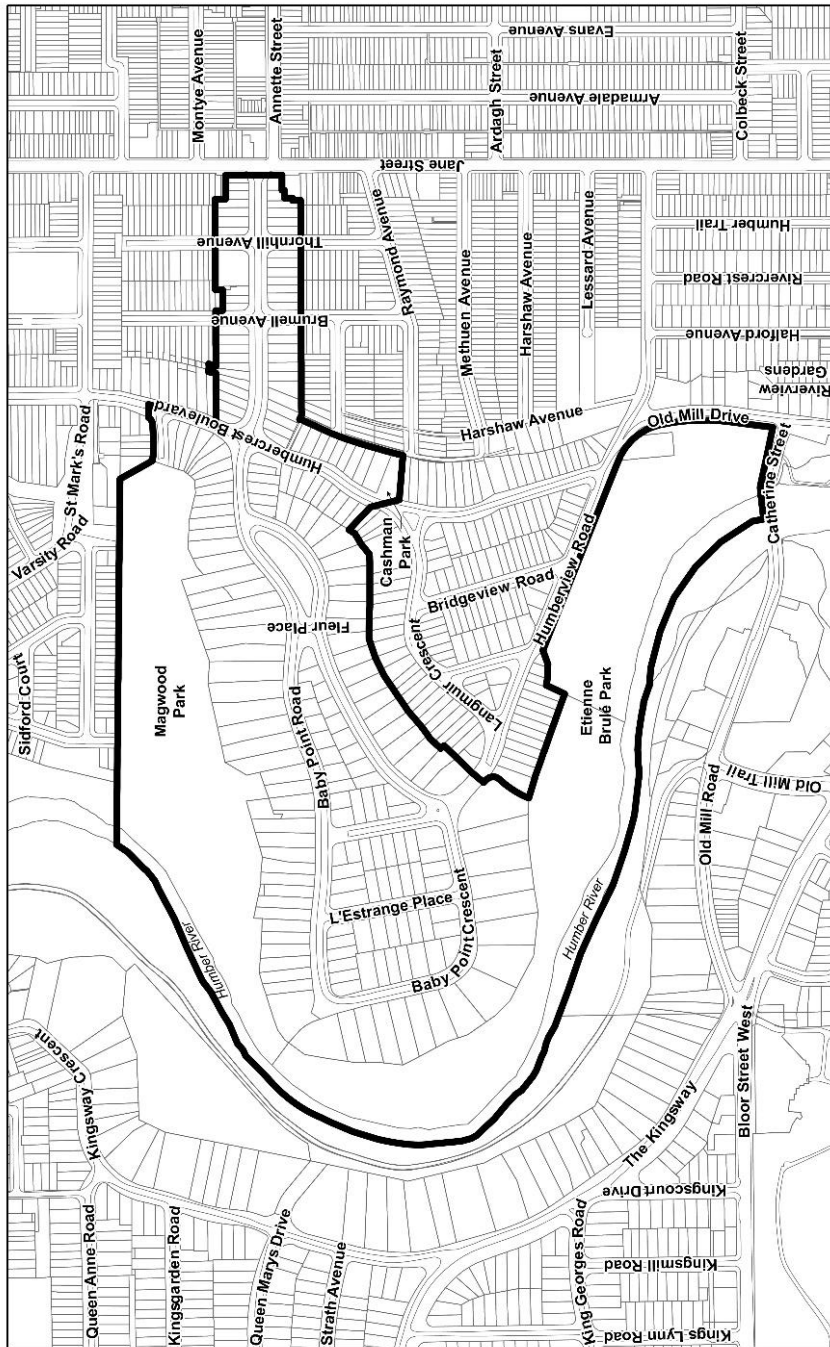 Montye Avenue
Annette Street
Evans Avenue
Ardagh Street
Armadale Avenue
Colbeck Street
Jane Street
Thornhill Avenue
Raymond Avenue
Brumell Avenue
Methuen Avenue
Harshaw Avenue
Lessard Avenue
Humber Trail
Rivercrest Road
Halford Avenue
Riverview
Gardens
Humbercrest Boulevard
St Mark's Road
Varsity Road
Harshaw Avenue
Old Mill Drive
Catherine Street
Cashman
Park
Sidford Court
Magwood
Park
Fleur Place
Bridgeview Road
Humberview Road
Langmuir Crescent
Baby Point Road
Etienne
Brulé Park
Old Mill Trail
Old Mill Road
L'Estrange Place
Baby Point Crescent
Humber River
Humber River
Kingsway Crescent
The Kingsway
Bloor Street West
Queen Anne Road
Kingsgarden Road
Queen Marys Drive
Strath Avenue
King Georges Road
Kingscourt Drive
Kingsmill Road
Kings Lynn Road